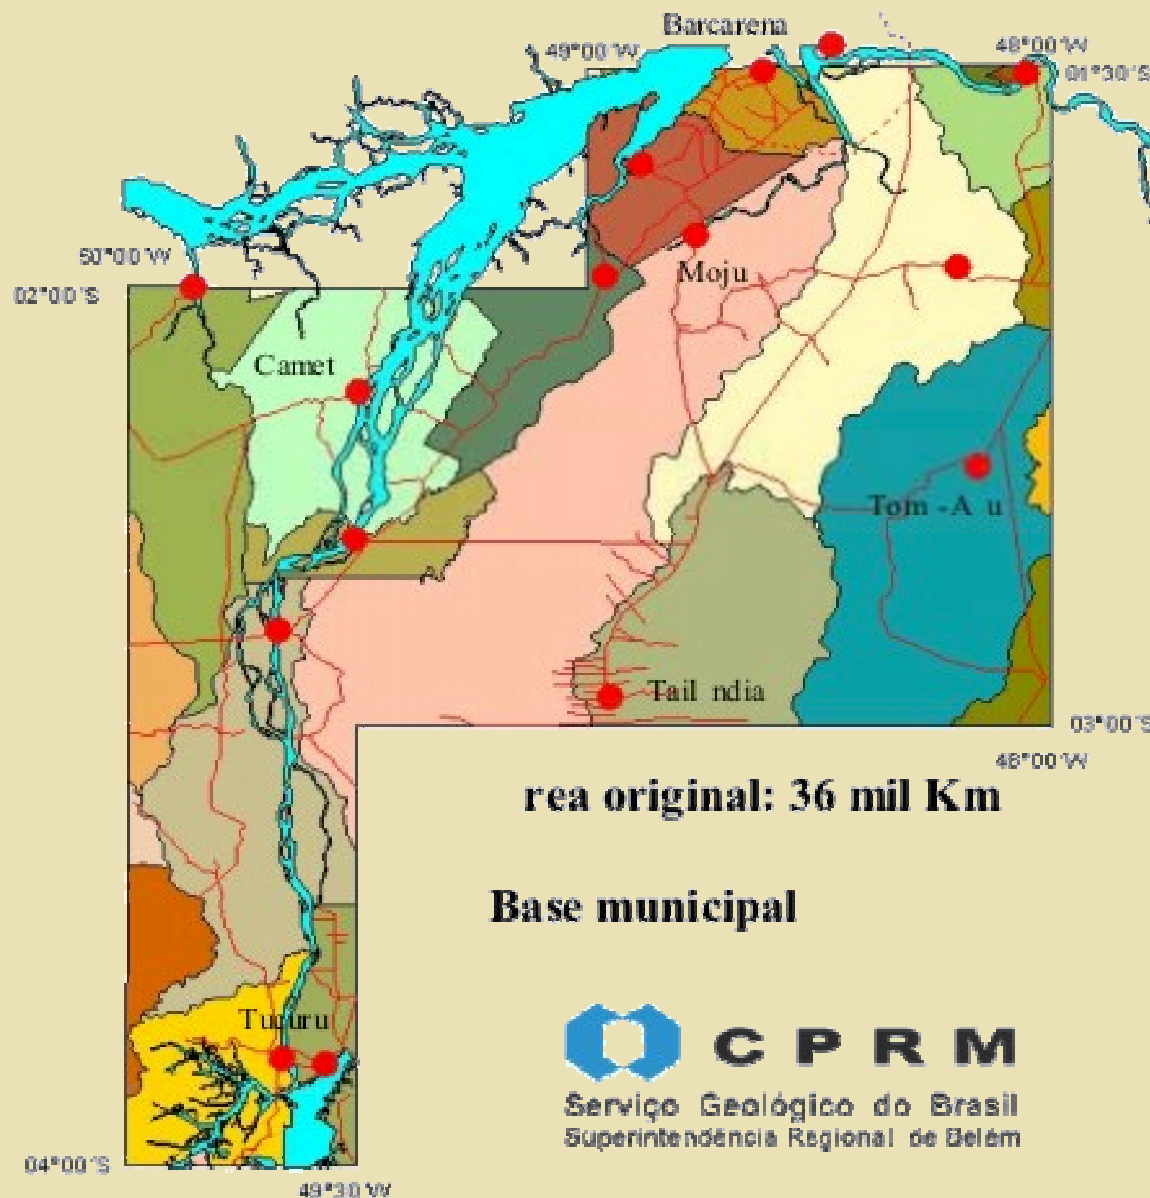 Barcarena
49°00'W
48°00'W
01°30'S
50°00'W
02°00'S
Moju
Camet
Tom -A u
Tail ndia
03°00'S
48°00'W
rea original: 36 mil Km
Base municipal
Tucuru
CPRM
Serviço Geológico do Brasil
Superintendência Regional de Belém
04°00'S
49°30'W